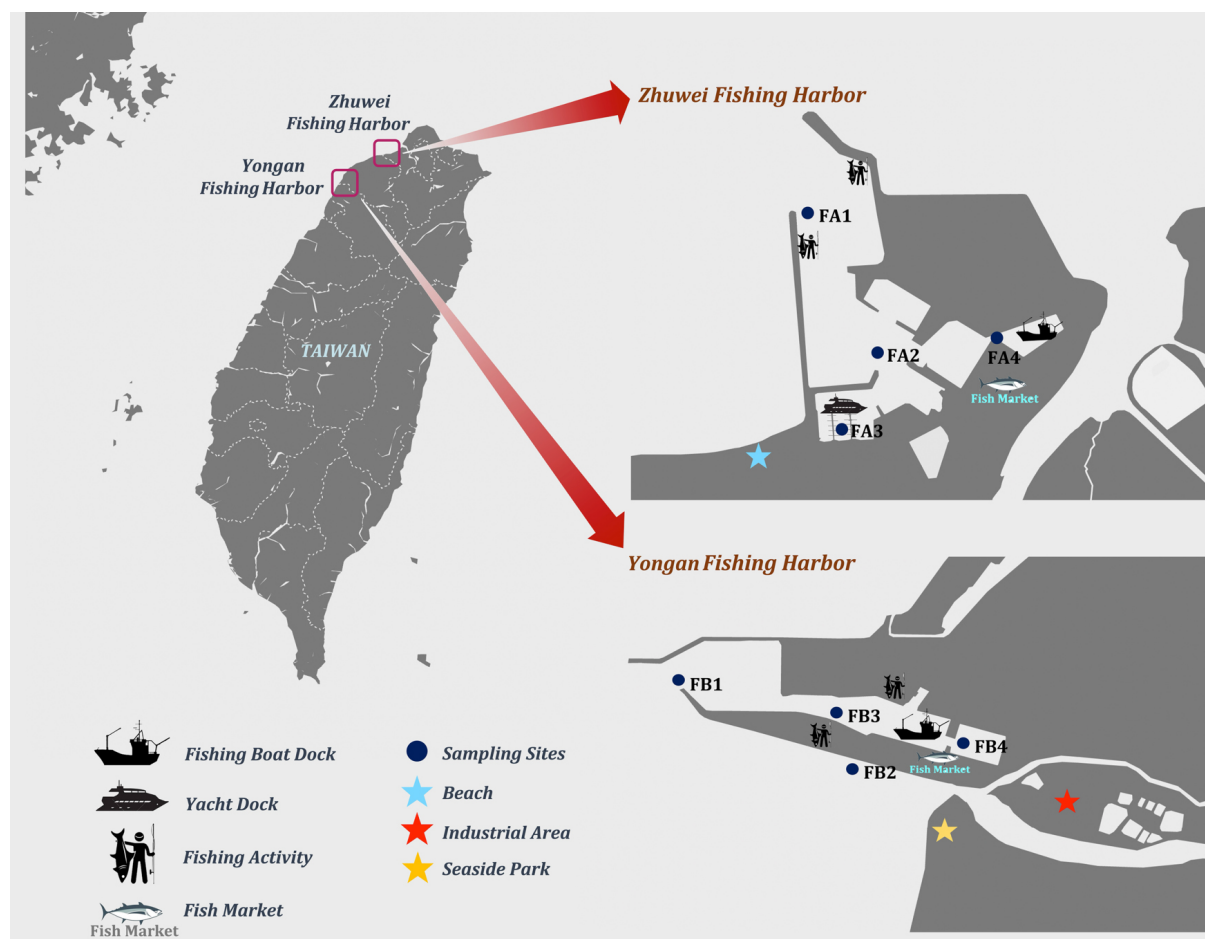 Zhuwei
Fishing Harbor
Yongan
Fishing Harbor
TAIWAN
Zhuwei Fishing Harbor
FA1
FA2
FA4
Fish Market
FA3
Yongan Fishing Harbor
FB1
FB3
FB4
Fish Market
FB2
Fishing Boat Dock
Yacht Dock
Fishing Activity
Fish Market
Fish Market
Sampling Sites
Beach
Industrial Area
Seaside Park